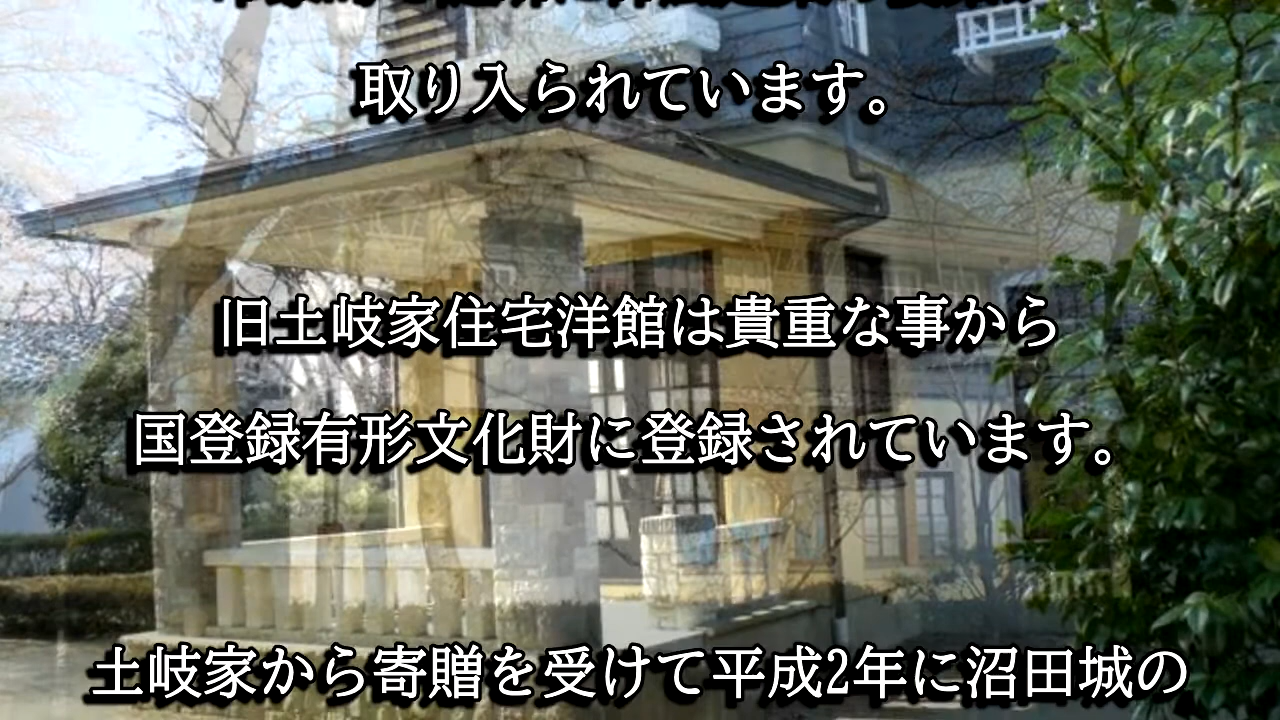 取り入られています。
旧土岐家住宅洋館は貴重な事から
国登録有形文化財に登録されています。
土岐家から寄贈を受けて平成2年に沼田城の